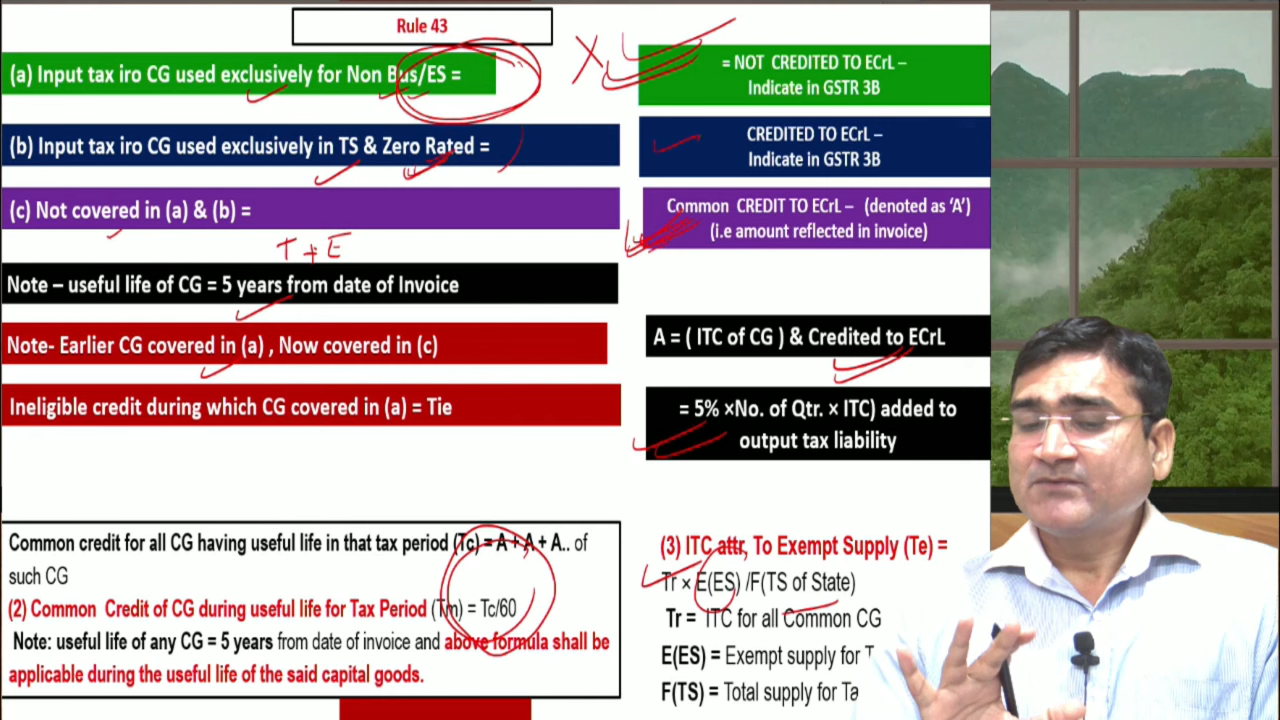 Rule 43
(a) Input tax iro CG used exclusively for Non Bus/ES =
= NOT CREDITED TO ECrL –
Indicate in GSTR 3B
(b) Input tax iro CG used exclusively in TS & Zero Rated =
CREDITED TO ECrL –
Indicate in GSTR 3B
(c) Not covered in (a) & (b) =
Common CREDIT TO ECrL – (denoted as ‘A’)
(i.e amount reflected in invoice)
T + E
Note – useful life of CG = 5 years from date of Invoice
Note- Earlier CG covered in (a) , Now covered in (c)
A = ( ITC of CG ) & Credited to ECrL
Ineligible credit during which CG covered in (a) = Tie
= 5% ×No. of Qtr. × ITC) added to
output tax liability
Common credit for all CG having useful life in that tax period (Tc) = A + A + A.. of
such CG
(2) Common Credit of CG during useful life for Tax Period (Tm) = Tc/60
Note: useful life of any CG = 5 years from date of invoice and above formula shall be
applicable during the useful life of the said capital goods.
(3) ITC attr, To Exempt Supply (Te) =
Tr × E(ES) /F(TS of State)
Tr = ITC for all Common CG
E(ES) = Exempt supply for
F(TS) = Total supply for